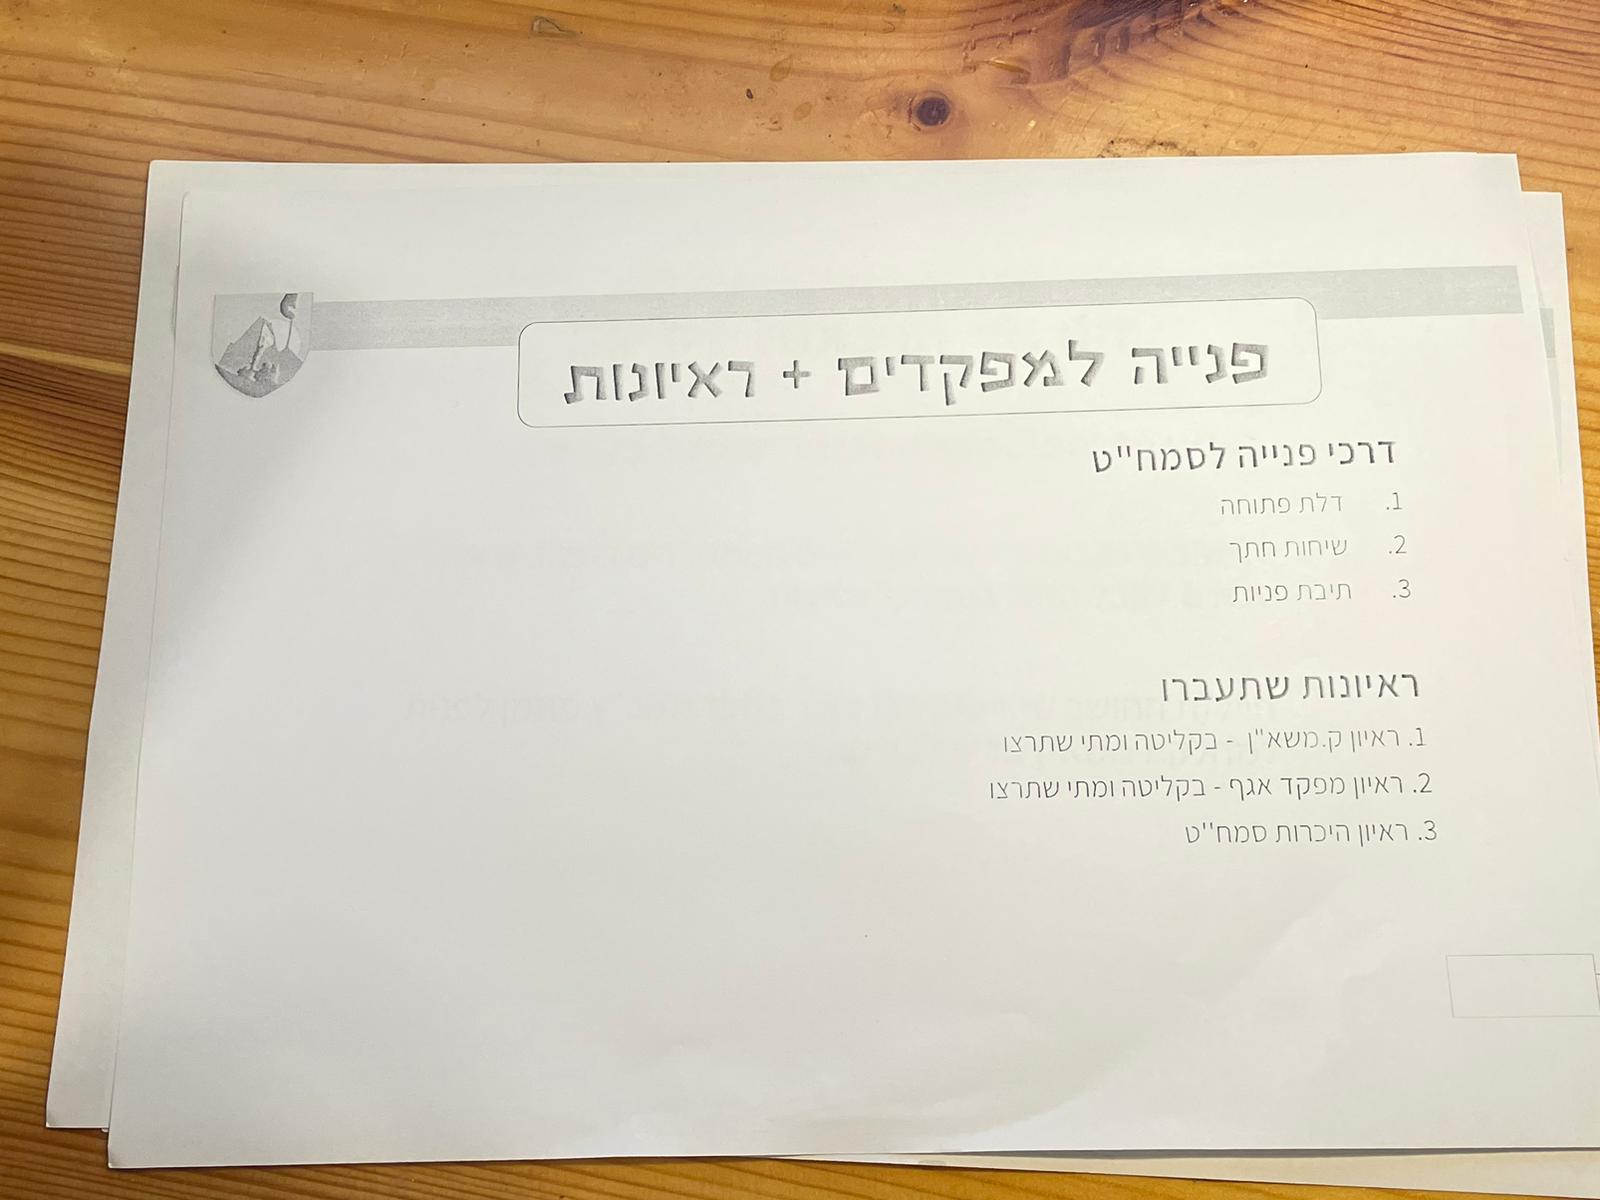 פנייה למפקדים + ראיונות
דרכי פנייה לסמח"ט
1. דלת פתוחה
2. שיחות חתך
3. תיבת פניות
ראיונות שתעברו
1. ראיון ק.משא"ן - בקליטה ומתי שתרצו
2. ראיון מפקד אגף - בקליטה ומתי שתרצו
3. ראיון היכרות סמח"ט